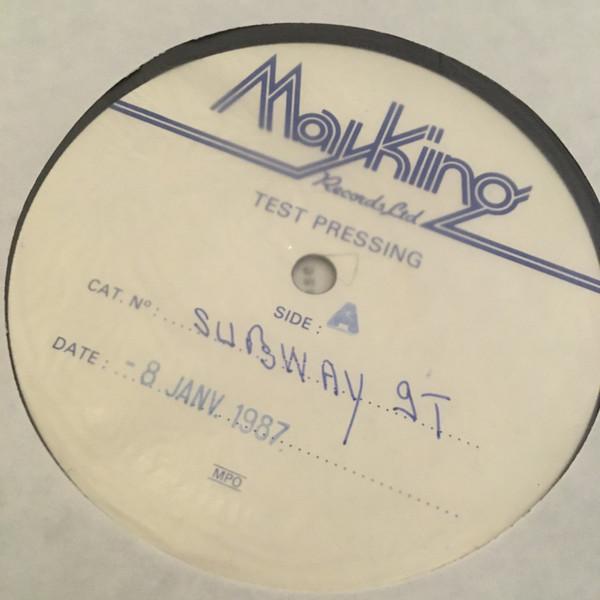 Mayking
Records Ltd
TEST PRESSING
SIDE: A
CAT. Nº: SUBWAY 9T
DATE: -8 JANV. 1987
MPO